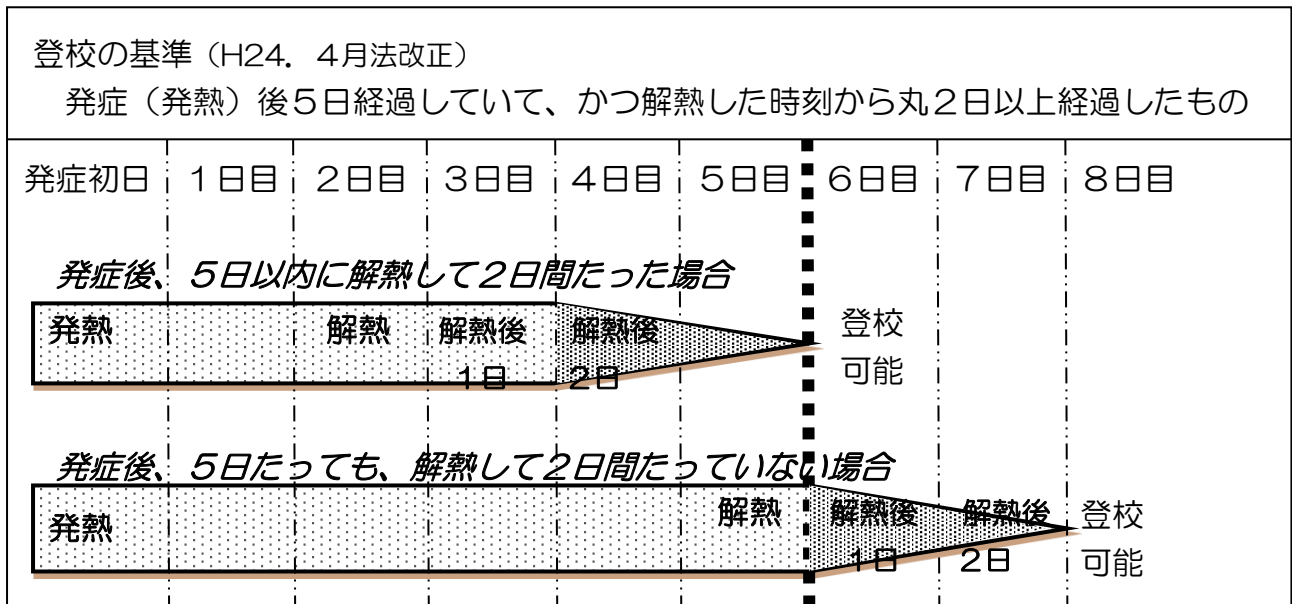 登校の基準(H24.4月法改正)
発症(発熱)後5日経過していて、かつ解熱した時刻から丸2日以上経過したもの
発症初日 1日目 2日目 3日目 4日目 5日目 6日目 7日目 8日目
発症後、5日以内に解熱して2日間たった場合
発熱 解熱 解熱後 解熱後 登校
1日 2日 可能
発症後、5日たっても、解熱して2日間たっていない場合
発熱 解熱 解熱後 解熱後 登校
1日 2日 可能